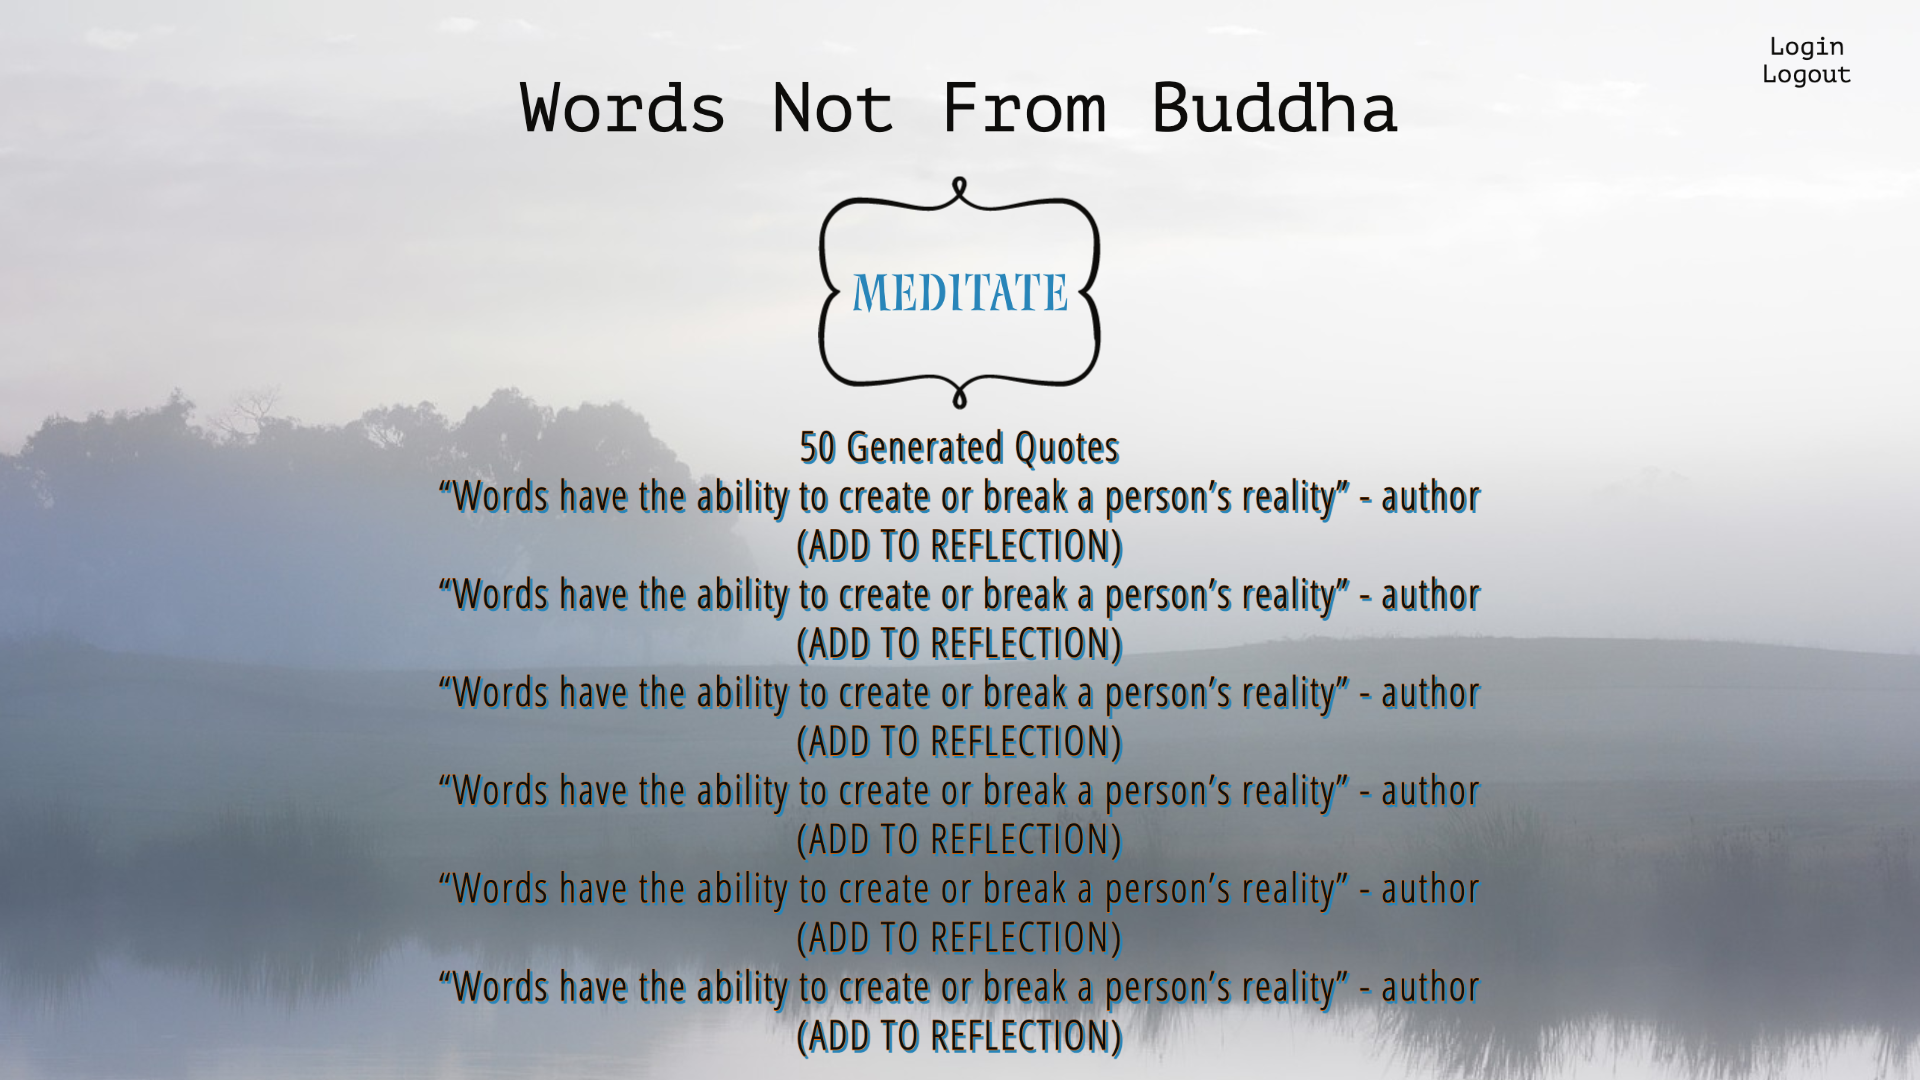 Login
Logout
Words Not From Buddha
MEDITATE
50 Generated Quotes
“Words have the ability to create or break a person’s reality” - author
(ADD TO REFLECTION)
“Words have the ability to create or break a person’s reality” - author
(ADD TO REFLECTION)
“Words have the ability to create or break a person’s reality” - author
(ADD TO REFLECTION)
“Words have the ability to create or break a person’s reality” - author
(ADD TO REFLECTION)
“Words have the ability to create or break a person’s reality” - author
(ADD TO REFLECTION)
“Words have the ability to create or break a person’s reality” - author
(ADD TO REFLECTION)